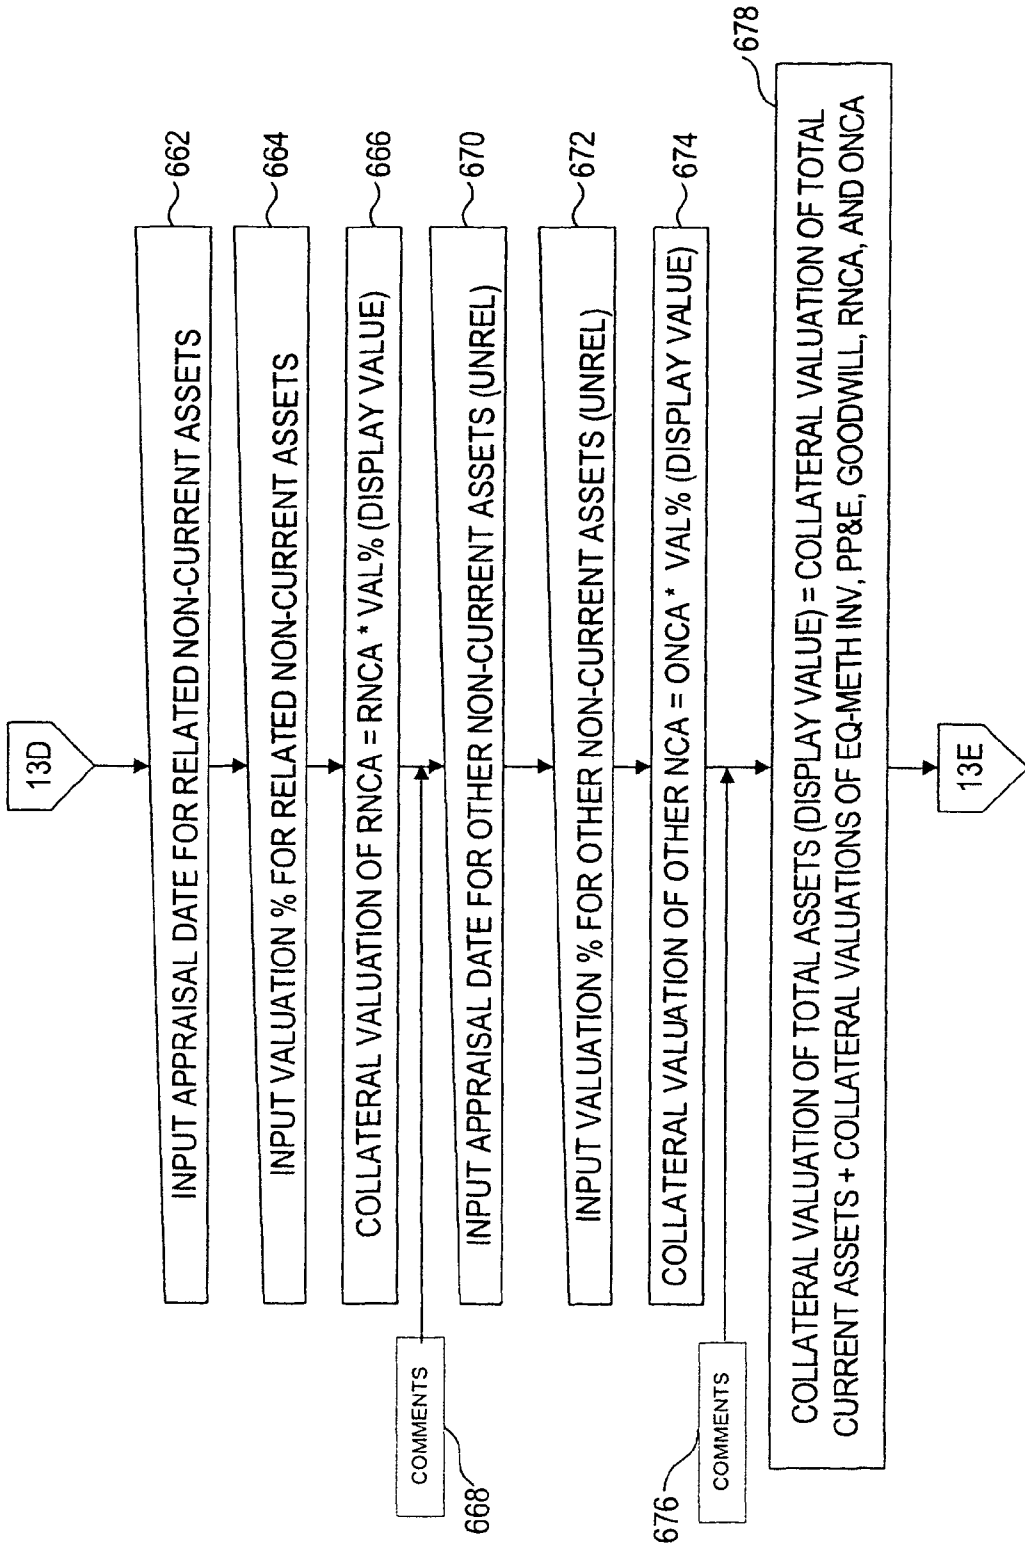 13D
INPUT APPRAISAL DATE FOR RELATED NON-CURRENT ASSETS
662
INPUT VALUATION % FOR RELATED NON-CURRENT ASSETS
664
COLLATERAL VALUATION OF RNCA = RNCA * VAL% (DISPLAY VALUE)
666
COMMENTS
668
INPUT APPRAISAL DATE FOR OTHER NON-CURRENT ASSETS (UNREL)
670
INPUT VALUATION % FOR OTHER NON-CURRENT ASSETS (UNREL)
672
COLLATERAL VALUATION OF OTHER NCA = ONCA * VAL% (DISPLAY VALUE)
674
COMMENTS
676
COLLATERAL VALUATION OF TOTAL ASSETS (DISPLAY VALUE) = COLLATERAL VALUATION OF TOTAL
CURRENT ASSETS + COLLATERAL VALUATIONS OF EQ-METH INV, PP&E, GOODWILL, RNCA, AND ONCA
678
13E